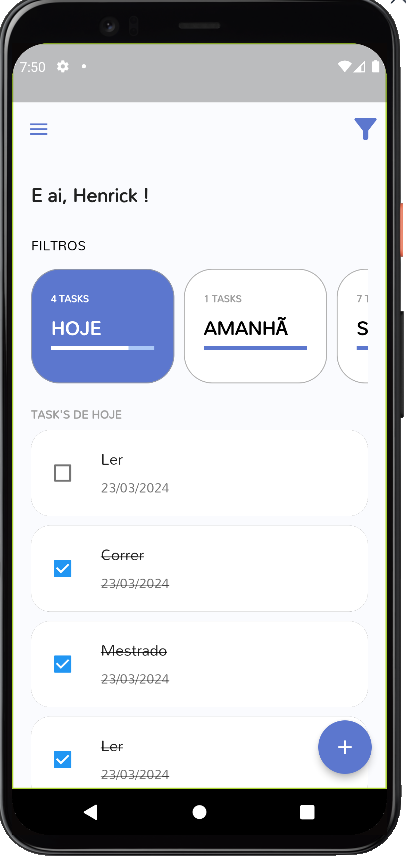 7:50
E ai, Henrick !
FILTROS
4 TASKS
1 TASKS
HOJE
AMANHÃ
TASK'S DE HOJE
Ler
23/03/2024
Correr
23/03/2024
Mestrado
23/03/2024
Ler
23/03/2024